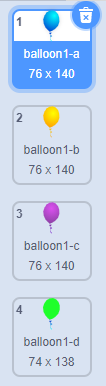 1
balloon1-a
76 x 140
2
balloon1-b
76 x 140
3
balloon1-c
76 x 140
4
balloon1-d
74 x 138